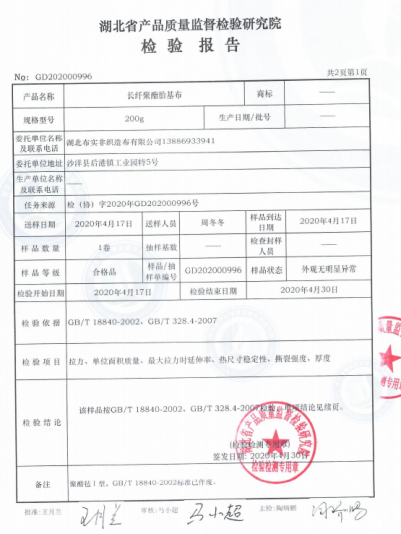 湖北省产品质量监督检验研究院
检 验 报 告
No: GD202000996 共2页第1页
产品名称 长纤聚酯胎基布 商标 ——
规格型号 200g 生产日期/批号 ——
委托单位名称及联系电话 湖北布实非织造布有限公司13886933941
委托单位地址 沙洋县后港镇工业园特5号
生产单位名称及联系电话 ——
任务来源 检（协）字2020年GD202000996号
送样日期 2020年4月17日 送样人员 周冬冬 样品到达日期 2020年4月17日
样品数量 1卷 抽样基数 —— 检查封样人员 ——
样品等级 合格品 样品/抽样单编号 GD202000996 样品状态 外观无明显异常
检验开始日期 2020年4月17日 检验结束日期 2020年4月30日
检验依据 GB/T 18840-2002、GB/T 328.4-2007
检验项目 拉力、单位面积质量、最大拉力时延伸率、热尺寸稳定性、撕裂强度、厚度
检验结论 该样品按GB/T 18840-2002、GB/T 328.4-2007检验，单项结论见续页。
（检验检测专用章）
签发日期：2020年4月30日
检验检测专用章
备注 聚酯毡Ⅰ型。GB/T 18840-2002标准已作废。
批准：王月兰 审核：马小超 主检：陶炳鹏
马小超